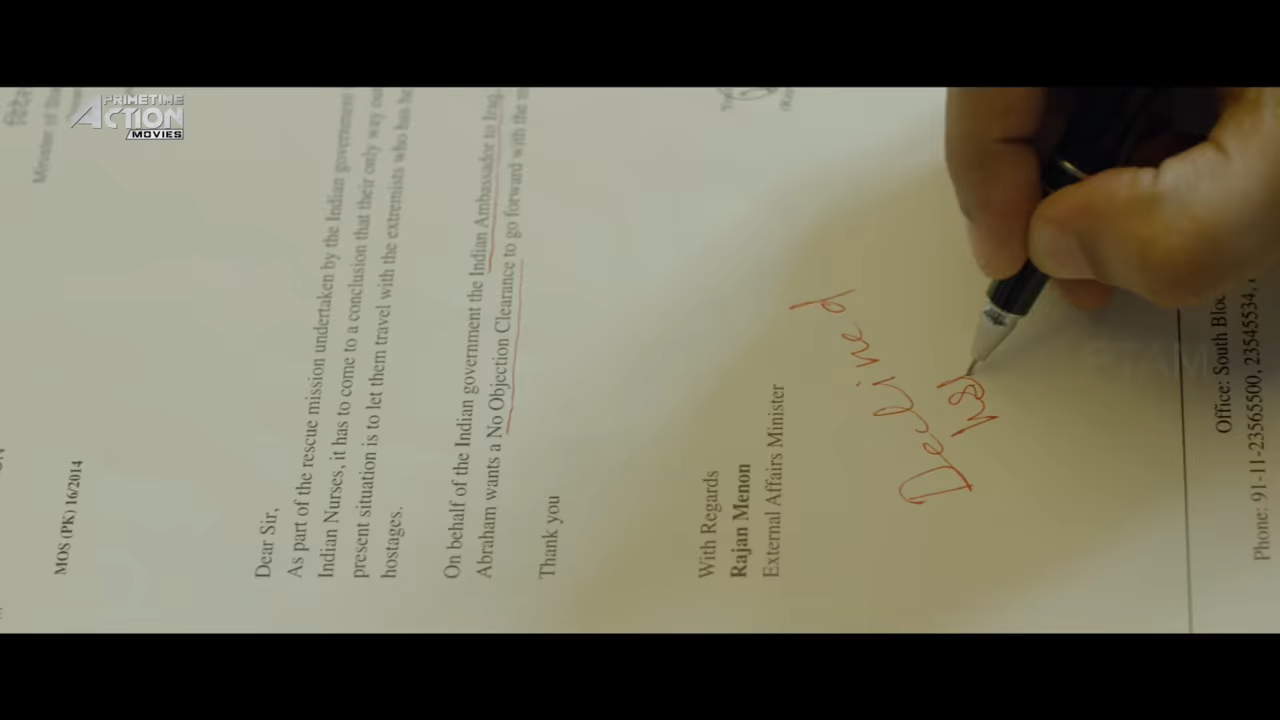 PRIMETIME
ACTION
MOVIES
MOS (PK) 16/2014
Dear Sir,
As part of the rescue mission undertaken by the Indian government
Indian Nurses, it has to come to a conclusion that their only way
present situation is to let them travel with the extremists who has
hostages.
On behalf of the Indian government the Indian Ambassador to Iraq
Abraham wants a No Objection Clearance to go forward with the
Thank you
With Regards
Rajan Menon
External Affairs Minister
Declined
Office: South
Phone: 91-11-23565500, 23545534,